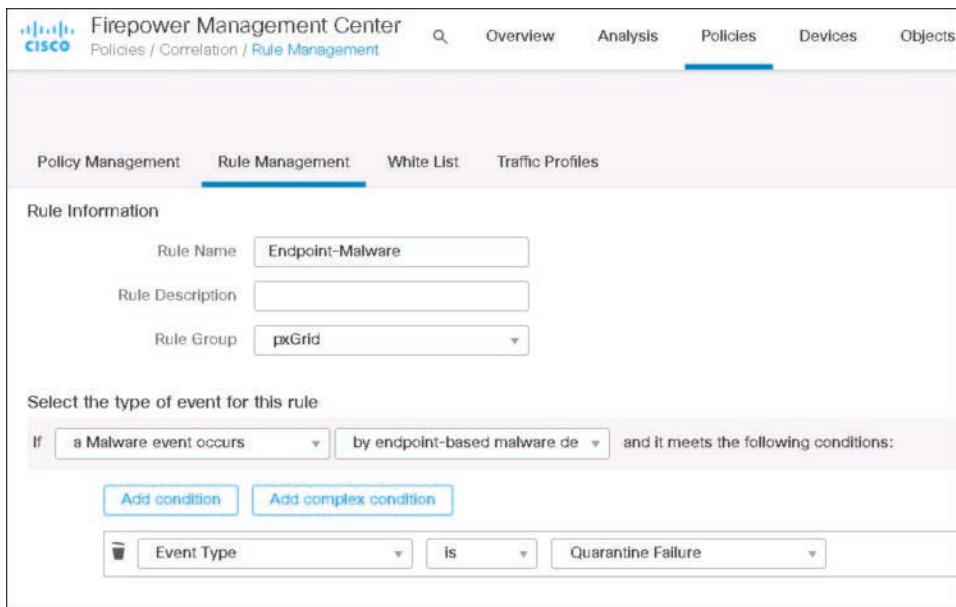 CISCO
Firepower Management Center
Policies / Correlation / Rule Management
Overview Analysis Policies Devices Objects
Policy Management Rule Management White List Traffic Profiles
Rule Information
Rule Name Endpoint-Malware
Rule Description
Rule Group pxGrid
Select the type of event for this rule
If a Malware event occurs by endpoint-based malware de and it meets the following conditions:
Add condition Add complex condition
Event Type is Quarantine Failure